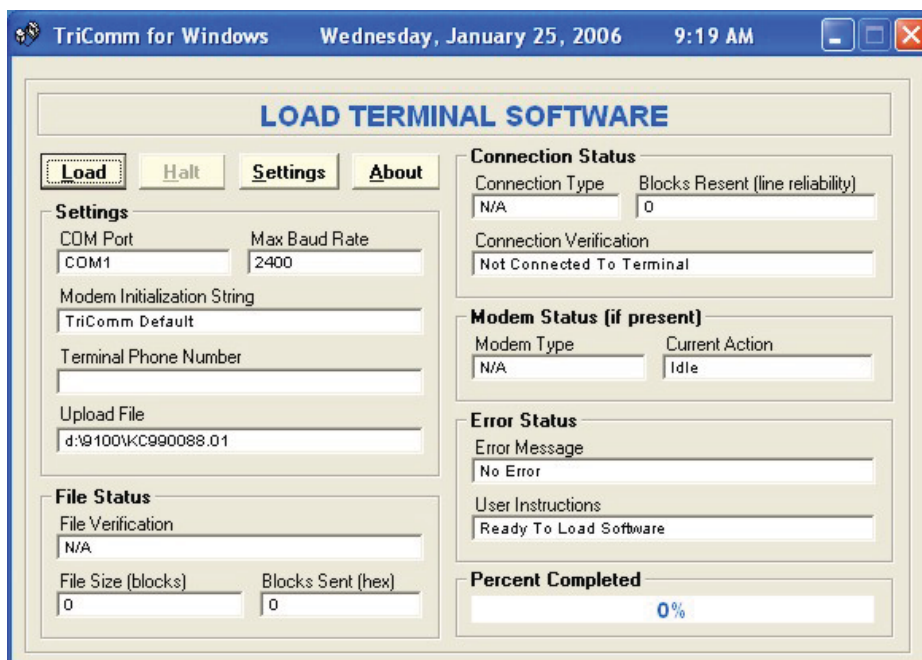 TriComm for Windows Wednesday, January 25, 2006 9:19 AM
LOAD TERMINAL SOFTWARE
Load Halt Settings About
Settings
COM Port Max Baud Rate
COM1 2400
Modem Initialization String
TriComm Default
Terminal Phone Number
Upload File
d:\9100\KC990088.01
File Status
File Verification
N/A
File Size (blocks) Blocks Sent (hex)
0 0
Connection Status
Connection Type Blocks Resent (line reliability)
N/A 0
Connection Verification
Not Connected To Terminal
Modem Status (if present)
Modem Type Current Action
N/A Idle
Error Status
Error Message
No Error
User Instructions
Ready To Load Software
Percent Completed
0%